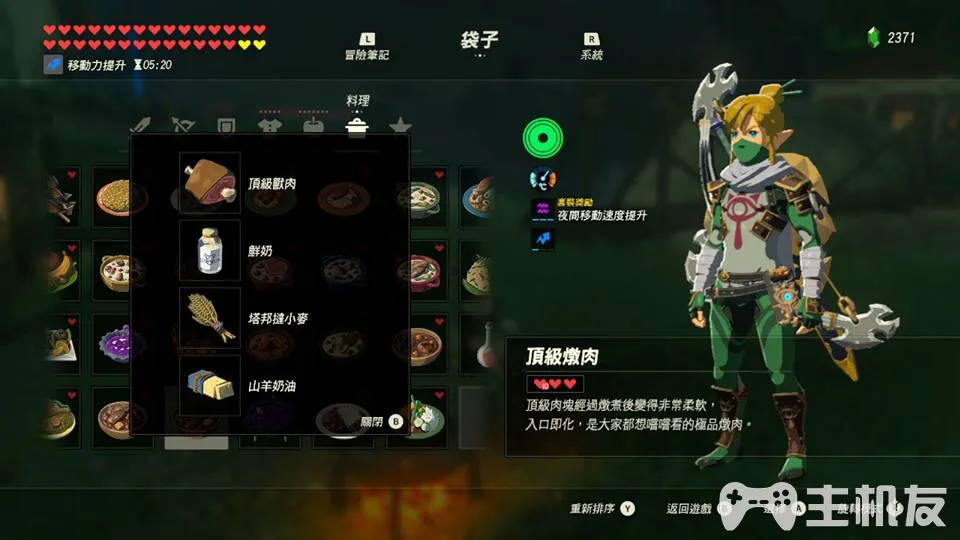 L
冒險筆記
袋子
R
系統
2371
移動力提升 05:20
料理
頂級獸肉
鮮奶
塔邦撻小麥
山羊奶油
關閉 B
套裝獎勵
夜間移動速度提升
頂級燉肉
頂級肉塊經過燉煮後變得非常柔軟，
入口即化，是大家都想嚐嚐看的極品燉肉。
重新排序 Y
返回遊戲
主机友